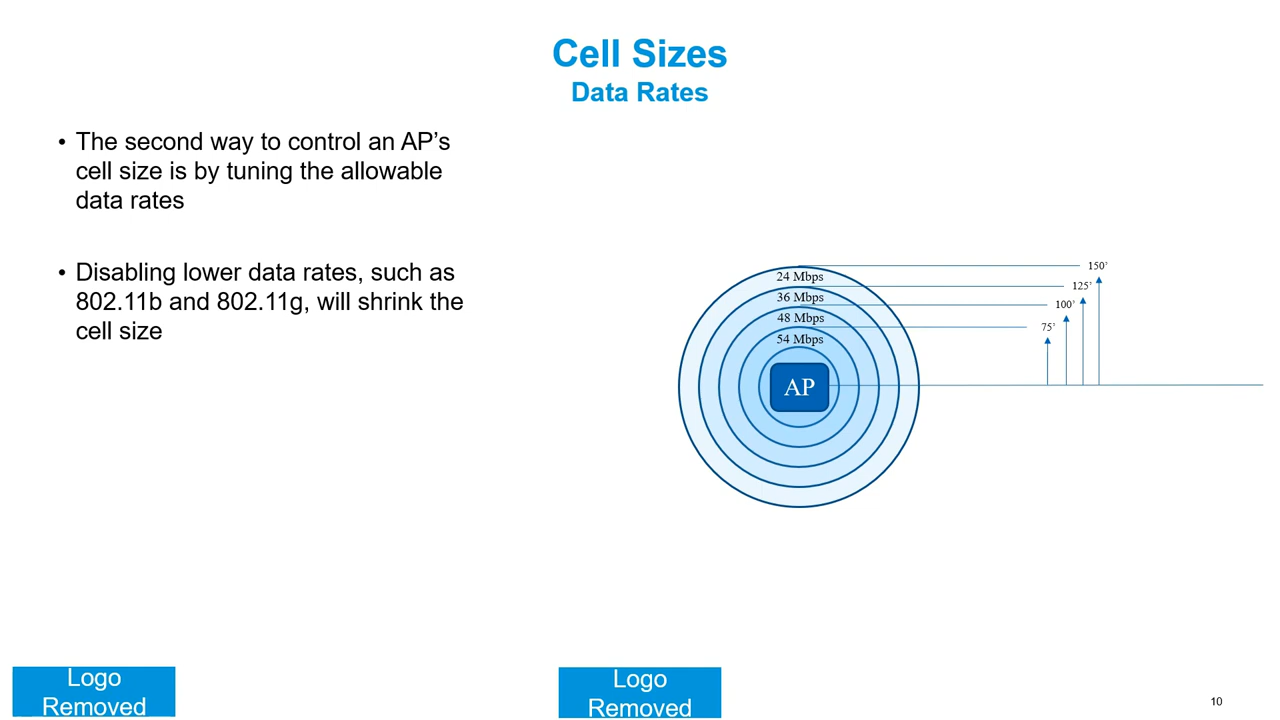 Cell Sizes
Data Rates
• The second way to control an AP’s
cell size is by tuning the allowable
data rates
• Disabling lower data rates, such as
802.11b and 802.11g, will shrink the
cell size
24 Mbps
36 Mbps
48 Mbps
54 Mbps
AP
150’
125’
100’
75’
Logo
Removed
Logo
Removed
10